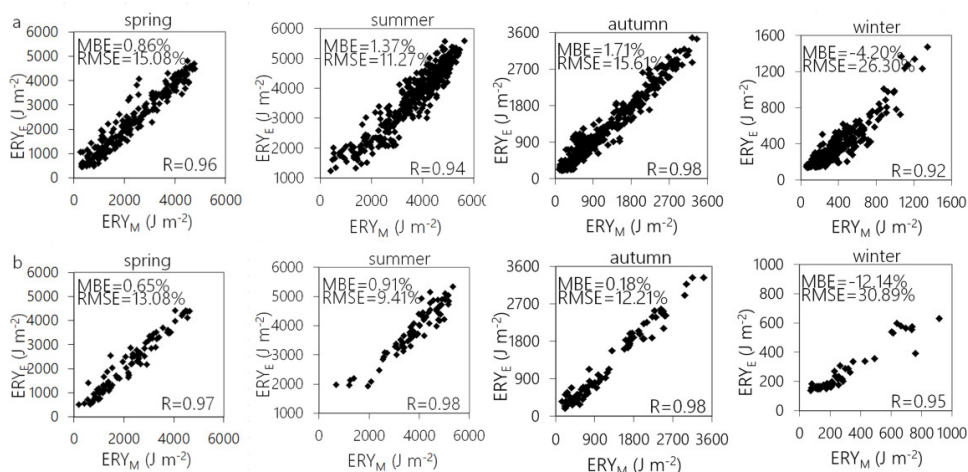 a
spring
MBE=0.86%
RMSE=15.08%
R=0.96
6000
5000
4000
3000
2000
1000
0
0 2000 4000 6000
ERY_E (J m-2)
ERY_M (J m-2)
summer
MBE=1.37%
RMSE=11.27%
R=0.94
6000
5000
4000
3000
2000
1000
0 2000 4000 6000
ERY_E (J m-2)
ERY_M (J m-2)
autumn
MBE=1.71%
RMSE=15.61%
R=0.98
3600
2700
1800
900
0
0 900 1800 2700 3600
ERY_E (J m-2)
ERY_M (J m-2)
winter
MBE=-4.20%
RMSE=26.30%
R=0.92
1600
1200
800
400
0
0 400 800 1200 1600
ERY_E (J m-2)
ERY_M (J m-2)
b
spring
MBE=0.65%
RMSE=13.08%
R=0.97
6000
5000
4000
3000
2000
1000
0
0 2000 4000 6000
ERY_E (J m-2)
ERY_M (J m-2)
summer
MBE=0.91%
RMSE=9.41%
R=0.98
6000
5000
4000
3000
2000
1000
0 2000 4000 6000
ERY_E (J m-2)
ERY_M (J m-2)
autumn
MBE=0.18%
RMSE=12.21%
R=0.98
3600
2700
1800
900
0
0 900 1800 2700 3600
ERY_E (J m-2)
ERY_M (J m-2)
winter
MBE=-12.14%
RMSE=30.89%
R=0.95
1000
800
600
400
200
0
0 200 400 600 800 1000
ERY_E (J m-2)
ERY_M (J m-2)